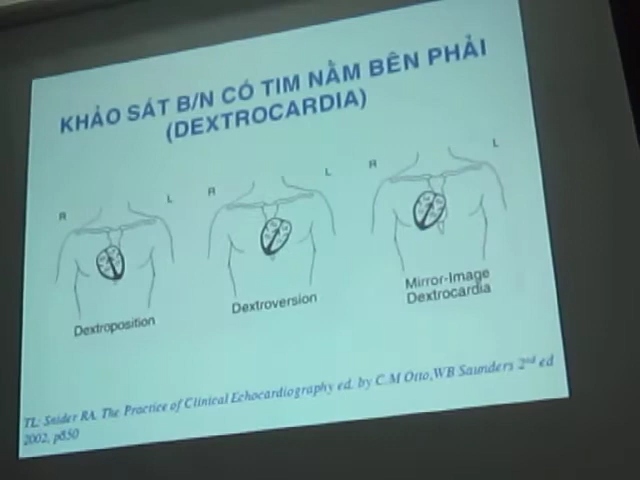 KHẢO SÁT B/N CÓ TIM NẰM BÊN PHẢI
(DEXTROCARDIA)
R L
R L
R L
Dextroposition
Dextroversion
Mirror-Image
Dextrocardia
TL: Snider RA. The Practice of Clinical Echocardiography ed. by C.M Otto,WB Saunders 2nd ed
2002, p850